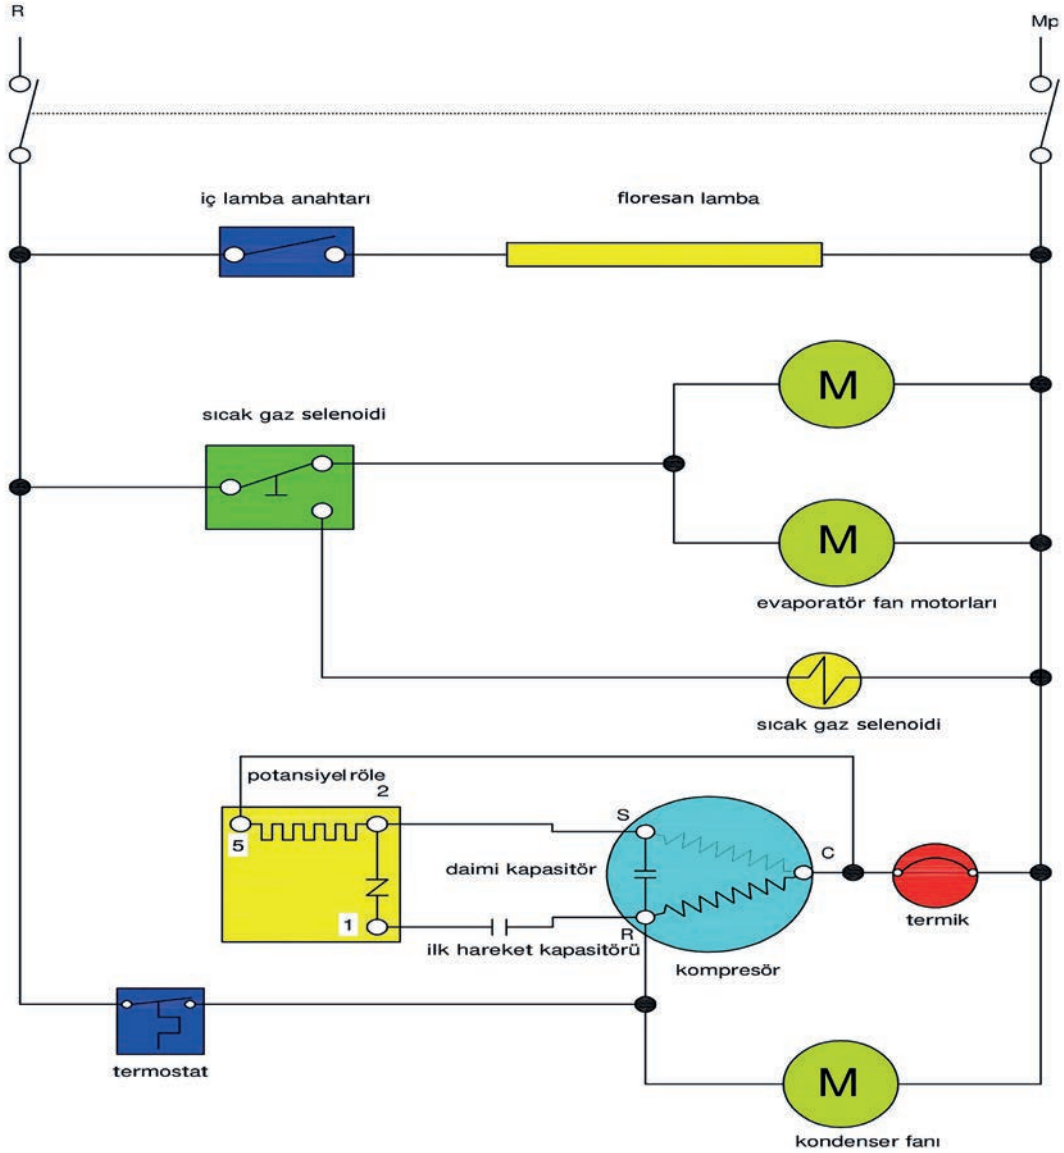 R
Mp
iç lamba anahtarı
floresan lamba
M
sıcak gaz selenoidi
M
evaporatör fan motorları
sıcak gaz selenoidi
potansiyel röle
2
S
5
C
daimi kapasitör
1
R
termik
ilk hareket kapasitörü
kompresör
termostat
M
kondenser fanı